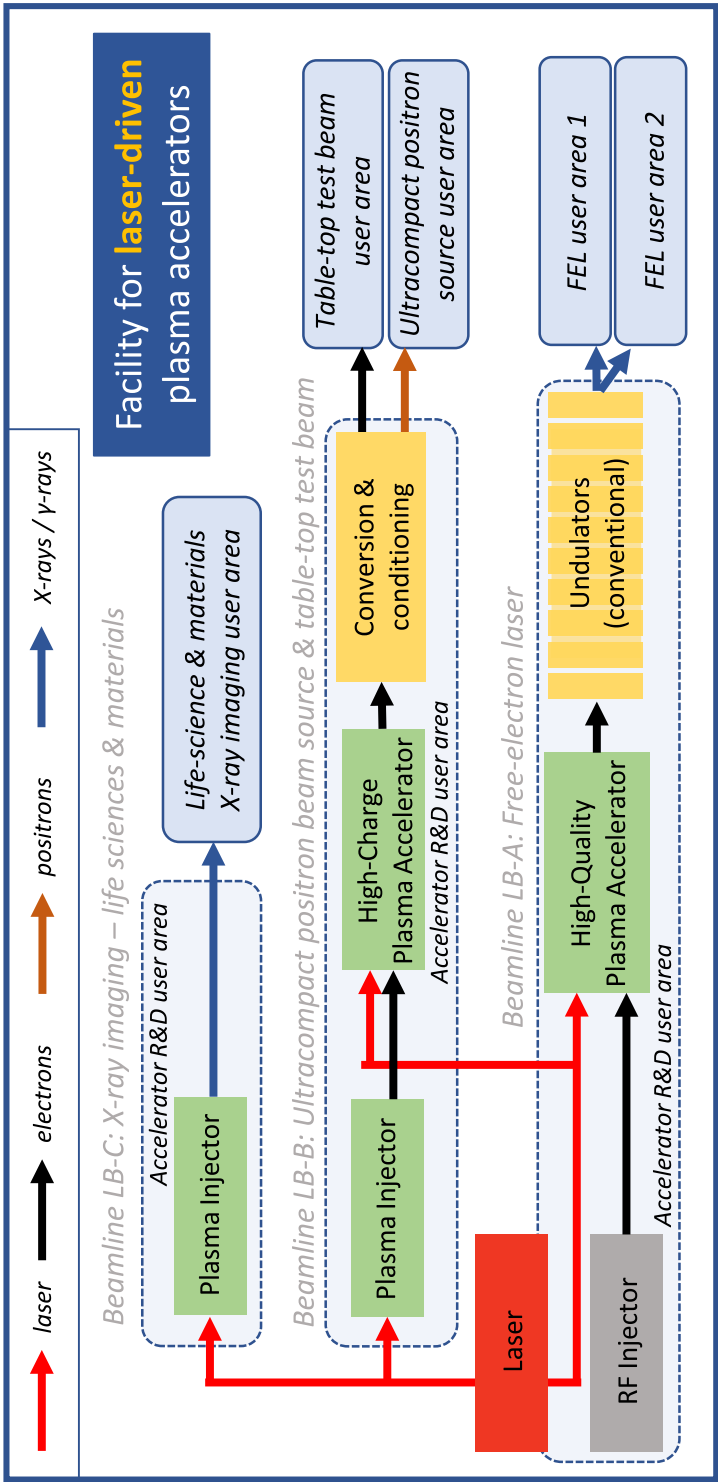 laser
electrons
positrons
X-rays / γ-rays
Facility for laser-driven
plasma accelerators
Beamline LB-C: X-ray imaging – life sciences & materials
Accelerator R&D user area
Plasma Injector
Life-science & materials
X-ray imaging user area
Beamline LB-B: Ultracompact positron beam source & table-top test beam
Plasma Injector
High-Charge
Plasma Accelerator
Accelerator R&D user area
Conversion &
conditioning
Table-top test beam
user area
Ultracompact positron
source user area
Laser
Beamline LB-A: Free-electron laser
RF Injector
Accelerator R&D user area
High-Quality
Plasma Accelerator
Undulators
(conventional)
FEL user area 1
FEL user area 2